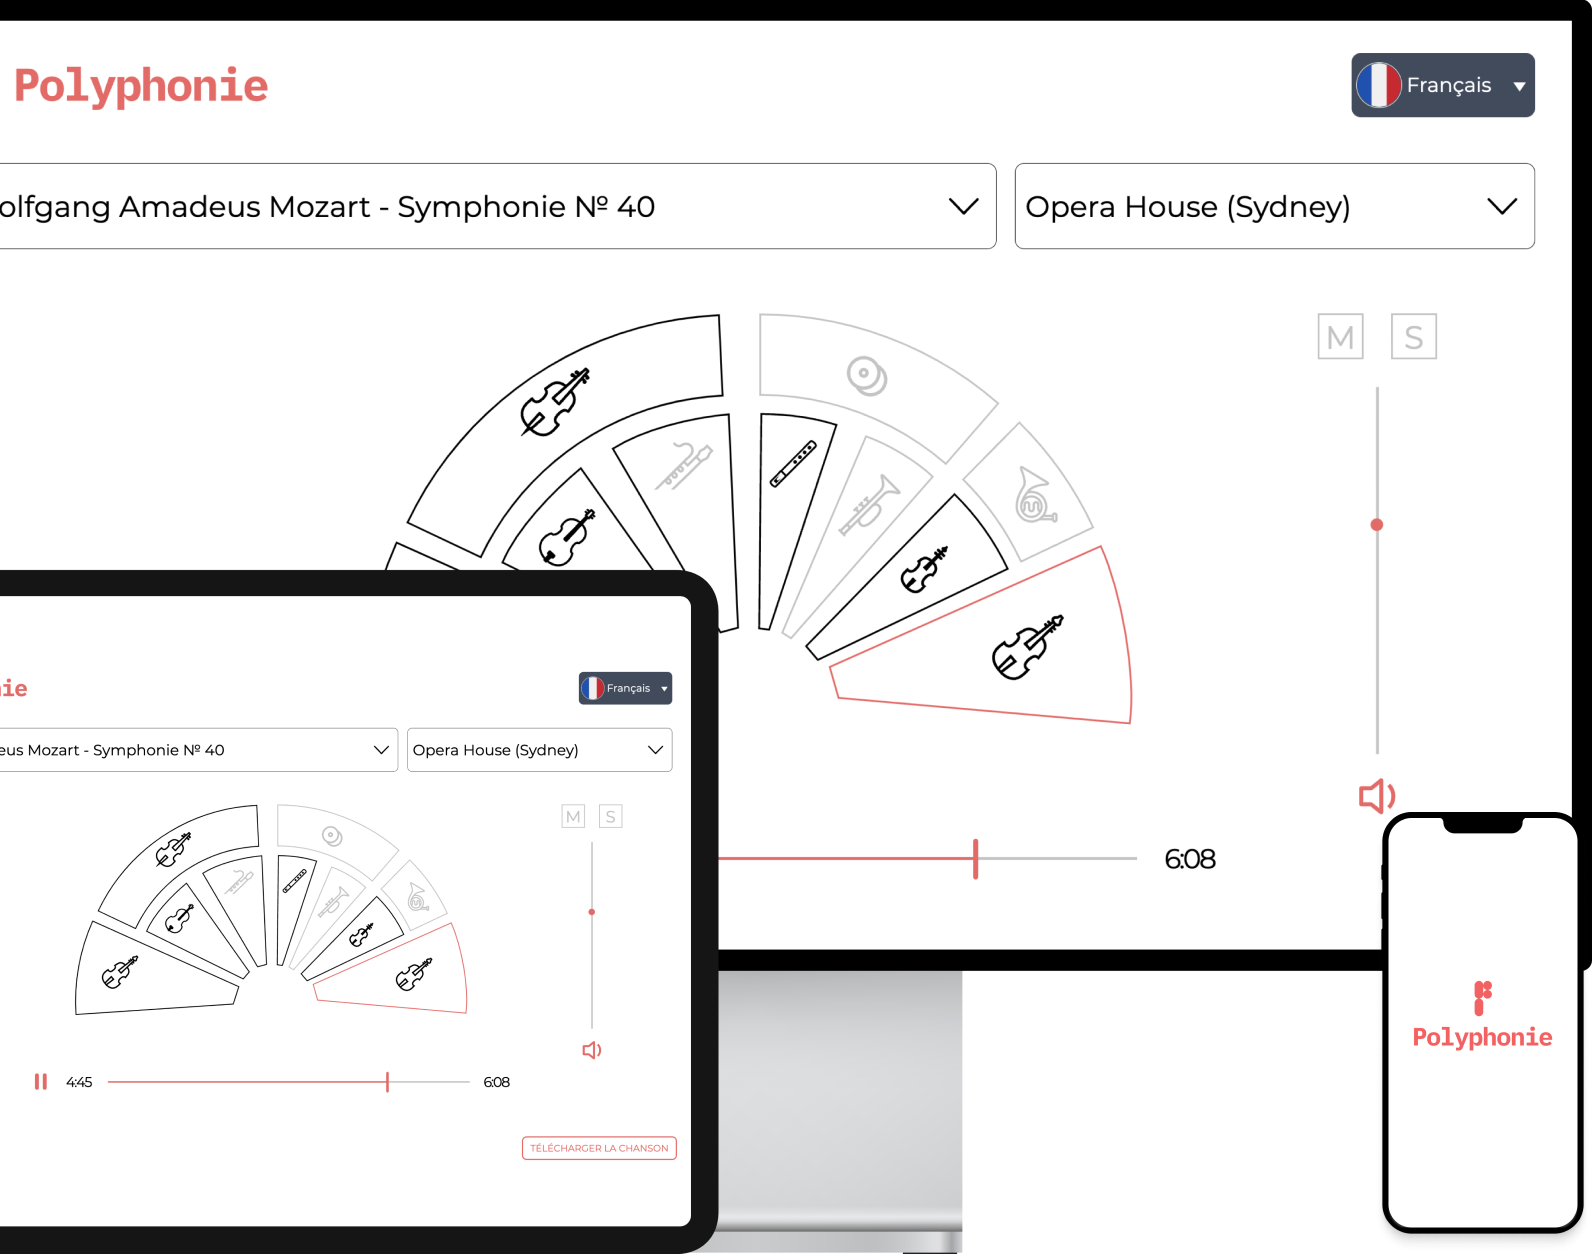 Polyphonie
Français
olfgang Amadeus Mozart - Symphonie Nº 40
Opera House (Sydney)
M S
6:08
ie
Français
eus Mozart - Symphonie Nº 40
Opera House (Sydney)
M S
4:45
6:08
TÉLÉCHARGER LA CHANSON
Polyphonie